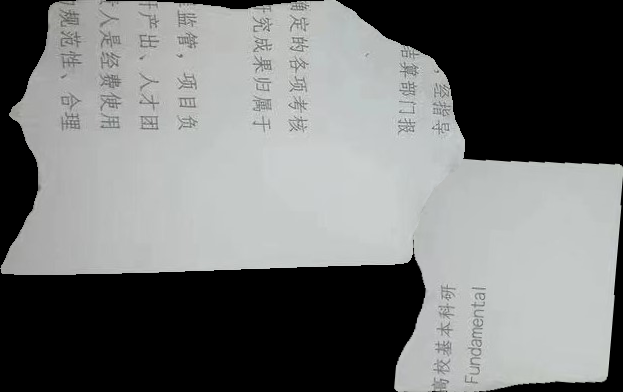 Fundamental
高校基本科研
，经指导
结算部门报
确定的各项考核
研究成果归属于
监管，项目负
产出、人才团
人是经费使用
规范性、合理